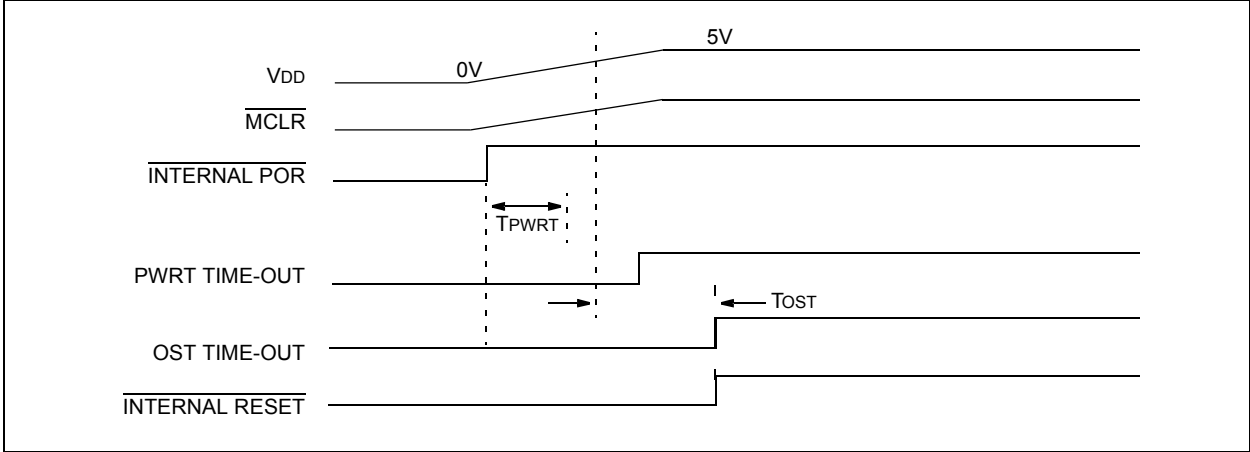 5V
VDD
0V
MCLR
INTERNAL POR
TPWRT
PWRT TIME-OUT
TOST
OST TIME-OUT
INTERNAL RESET